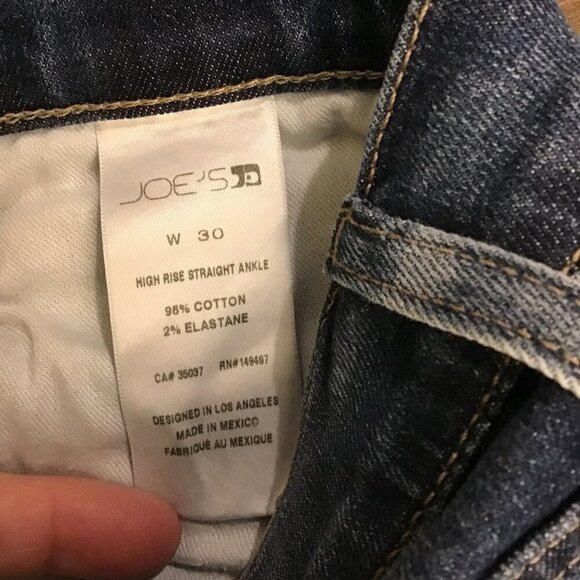 JOE'S
W 30
HIGH RISE STRAIGHT ANKLE
98% COTTON
2% ELASTANE
CA# 35037 RN#149497
DESIGNED IN LOS ANGELES
MADE IN MEXICO
FABRIQUÉ AU MEXIQUE